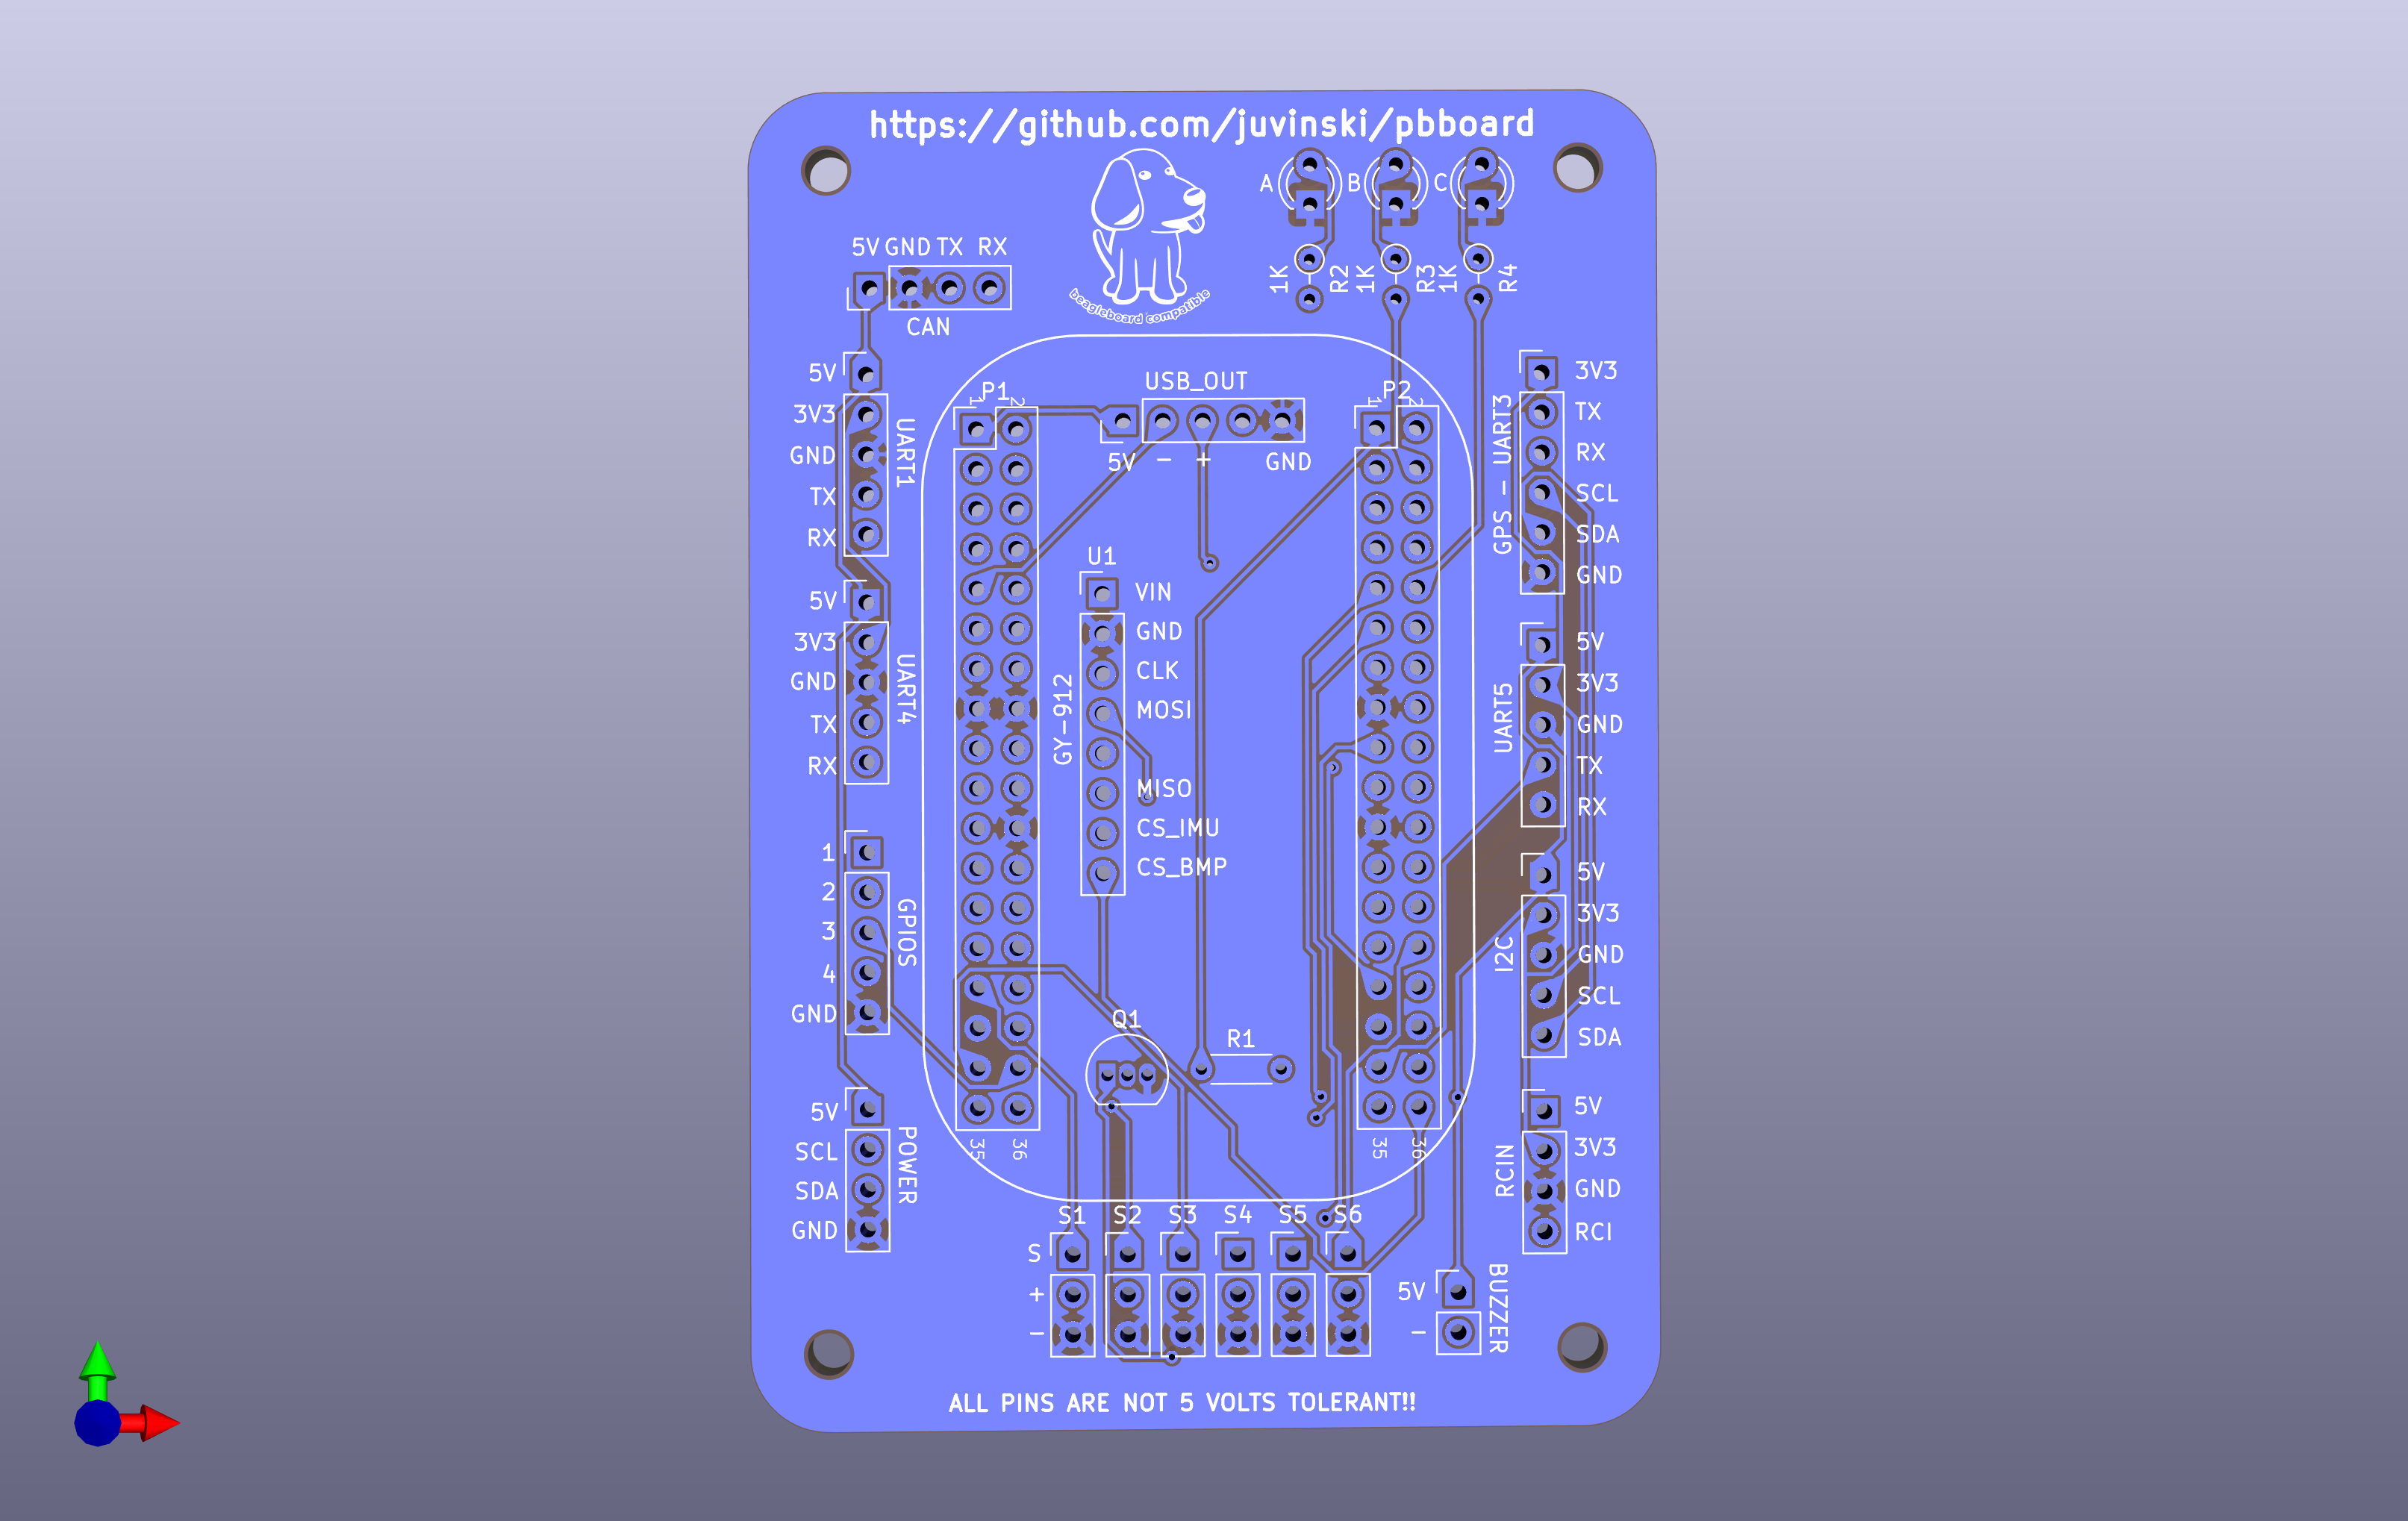 https://github.com/juvinski/pbboard
A
B
C
beagleboard compatible
5V GND TX RX
CAN
1K R2
1K R3
1K R4
5V
3V3
GND
TX
RX
UART1
P1
1 2
USB_OUT
5V - + GND
P2
1 2
3V3
TX
RX
SCL
SDA
GND
GPS - UART3
U1
VIN
GND
CLK
MOSI
MISO
CS_IMU
CS_BMP
GY-912
5V
3V3
GND
TX
RX
UART4
5V
3V3
GND
TX
RX
UART5
1
2
3
4
GND
GPIOS
5V
3V3
GND
SCL
SDA
I2C
Q1
R1
5V
SCL
SDA
GND
POWER
35 36
35 36
5V
3V3
GND
RCI
RCIN
S1 S2 S3 S4 S5 S6
S
+
-
5V
-
BUZZER
ALL PINS ARE NOT 5 VOLTS TOLERANT!!